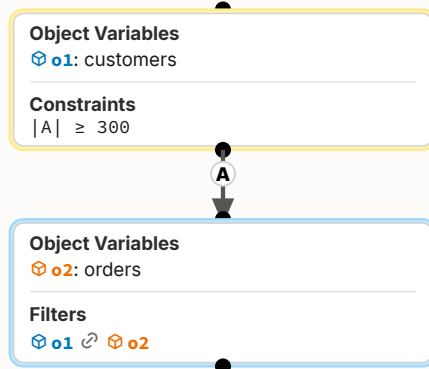 Object Variables
o1: customers
Constraints
|A| ≥ 300
A
Object Variables
o2: orders
Filters
o1 o2